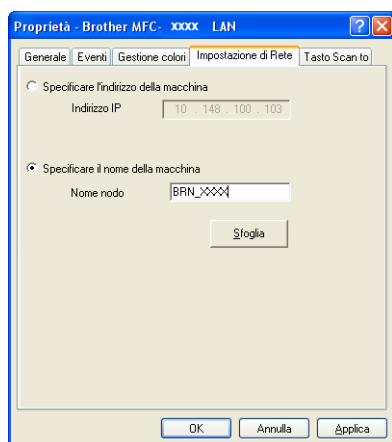 Proprietà - Brother MFC- xxxx LAN
Generale Eventi Gestione colori Impostazione di Rete Tasto Scan to
Specificare l'indirizzo della macchina
Indirizzo IP 10 . 148 . 100 . 103
Specificare il nome della macchina
Nome nodo BRN_XXXX
Sfoglia
OK Annulla Applica